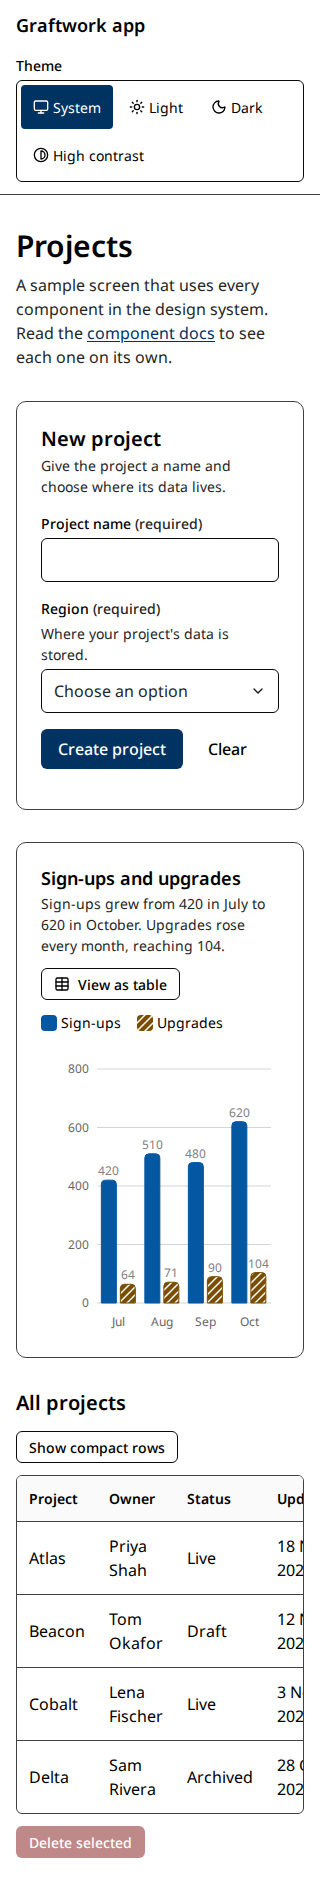 Graftwork app
Theme
System Light Dark
High contrast
Projects
A sample screen that uses every
component in the design system.
Read the component docs to see
each one on its own.
New project
Give the project a name and
choose where its data lives.
Project name (required)
Region (required)
Where your project's data is
stored.
Choose an option
Create project Clear
Sign-ups and upgrades
Sign-ups grew from 420 in July to
620 in October. Upgrades rose
every month, reaching 104.
View as table
Sign-ups Upgrades
800
600
400
200
0
420 64 510 71 480 90 620 104
Jul Aug Sep Oct
All projects
Show compact rows
Project Owner Status
Atlas Priya Shah Live 18
Beacon Tom Okafor Draft 12
Cobalt Lena Fischer Live 3
Delta Sam Rivera Archived 28
Delete selected